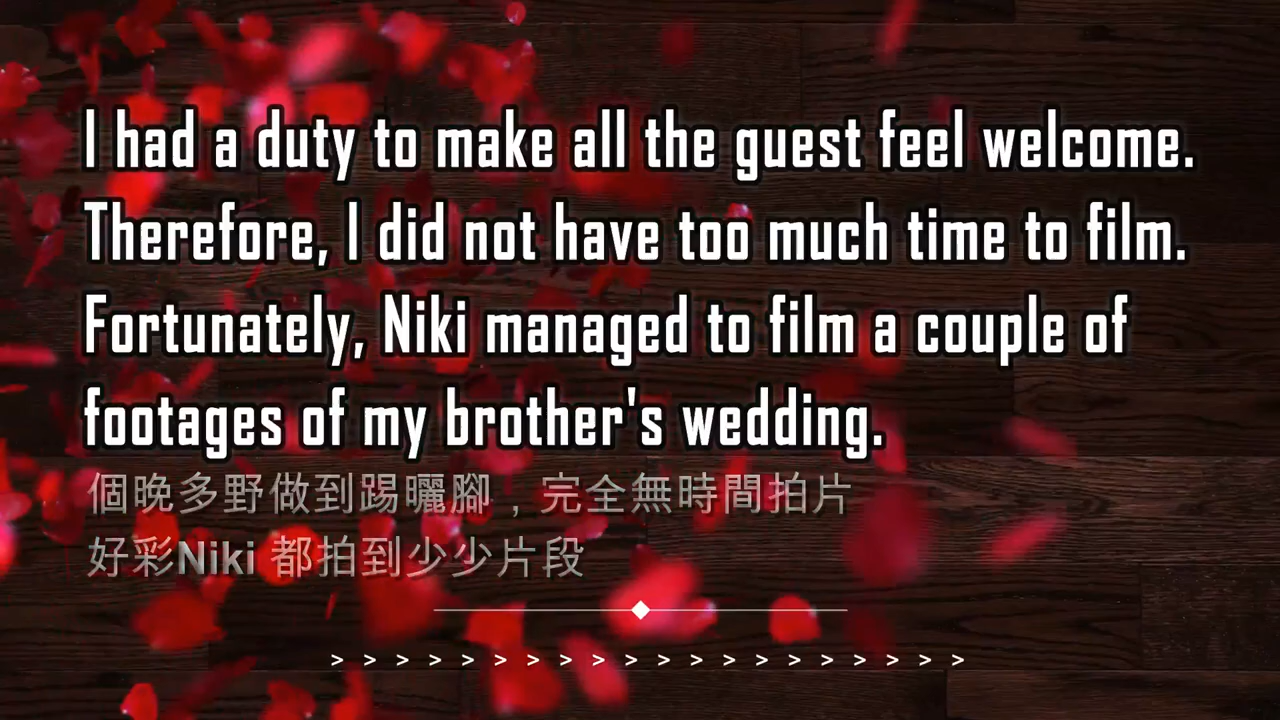 I had a duty to make all the guest feel welcome.
Therefore, I did not have too much time to film.
Fortunately, Niki managed to film a couple of
footages of my brother's wedding.
個晚多野做到踢曬腳，完全無時間拍片
好彩Niki 都拍到少少片段
> > > > > > > > > > > > > > > > > > > >